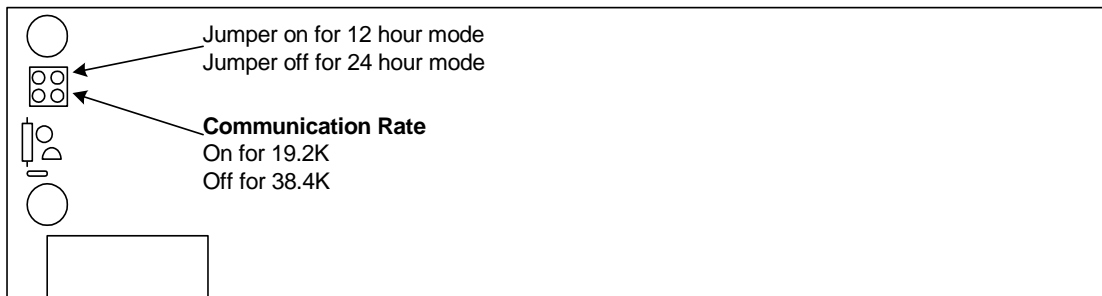 Jumper on for 12 hour mode
Jumper off for 24 hour mode
Communication Rate
On for 19.2K
Off for 38.4K